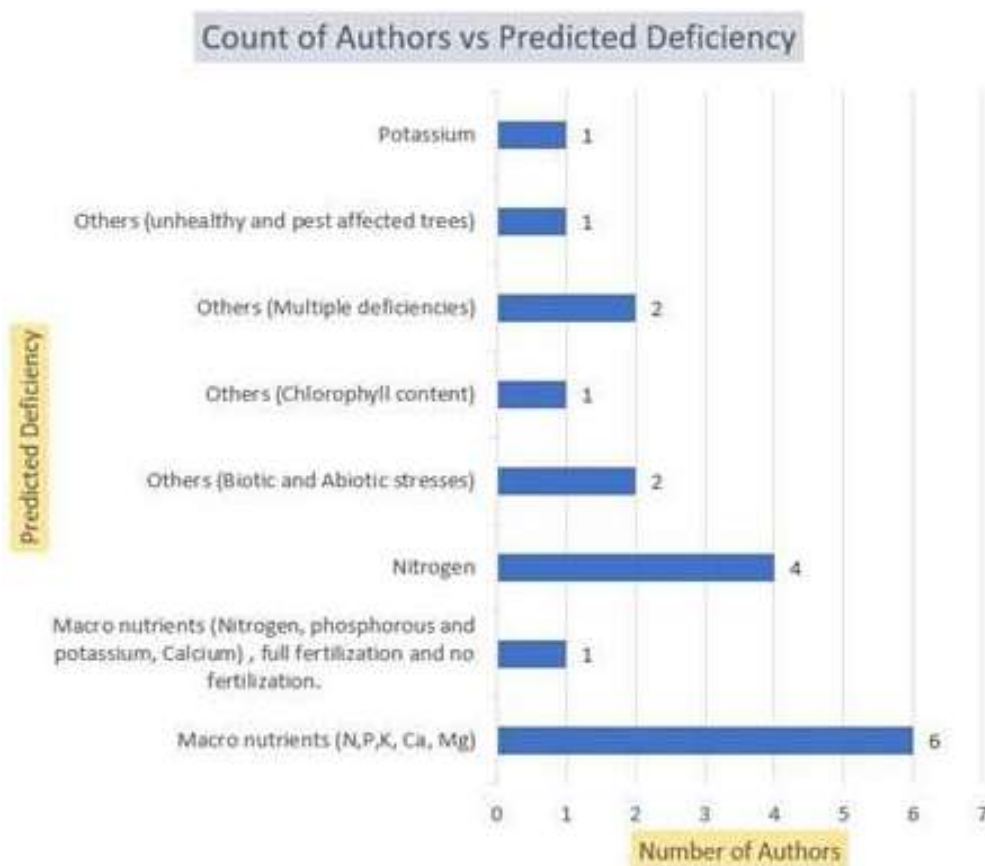 Count of Authors vs Predicted Deficiency
Potassium
1
Others (unhealthy and pest affected trees)
1
Others (Multiple deficiencies)
2
Others (Chlorophyll content)
1
Others (Biotic and Abiotic stresses)
2
Nitrogen
4
Macro nutrients (Nitrogen, phosphorous and
potassium, Calcium) , full fertilization and no
fertilization.
1
Macro nutrients (N,P,K, Ca, Mg)
6
Predicted Deficiency
0 1 2 3 4 5 6 7
Number of Authors